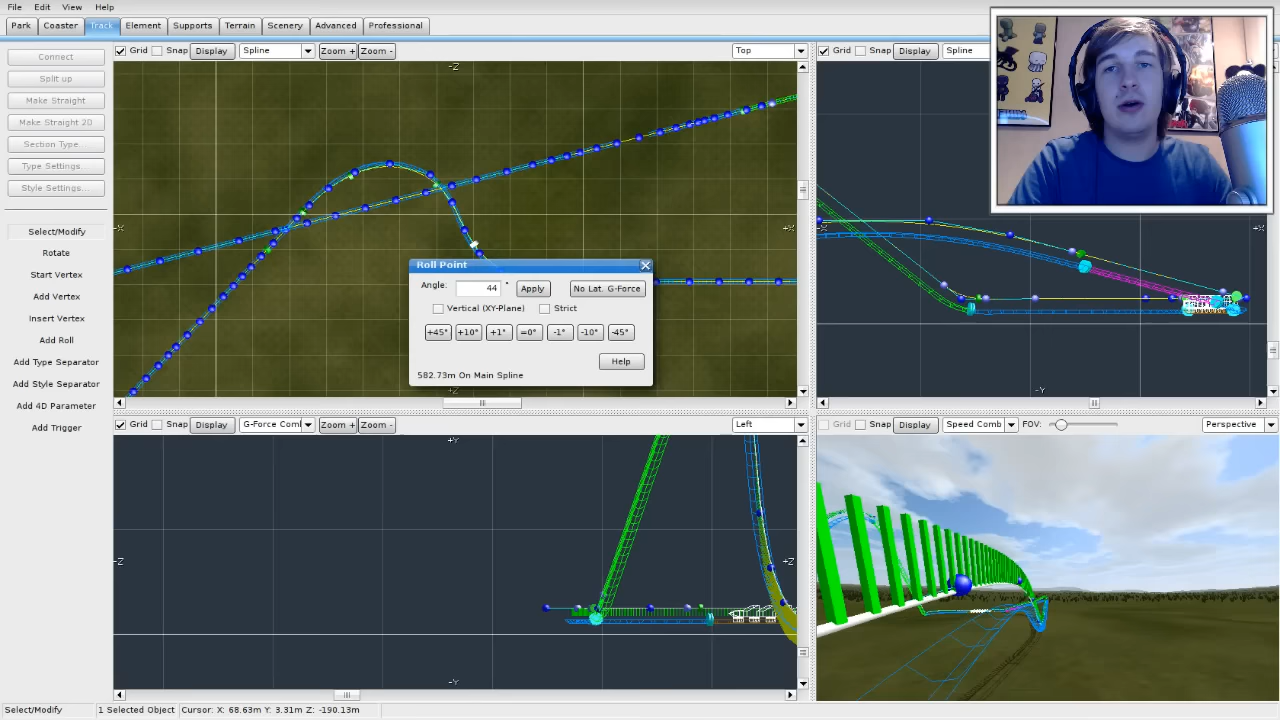 File Edit View Help
Park Coaster Track Element Supports Terrain Scenery Advanced Professional
Connect
Split up
Make Straight
Make Straight 2D
Section Type...
Type Settings...
Style Settings...
Select/Modify
Rotate
Start Vertex
Add Vertex
Insert Vertex
Add Roll
Add Type Separator
Add Style Separator
Add 4D Parameter
Add Trigger
Grid Snap Display Spline Zoom + Zoom - Top
-Z
-X
+X
+Z
Grid Snap Display Spline
-X
+X
-Y
Roll Point
Angle: 44 ° Apply No Lat. G-Force
Vertical (XY-Plane) Strict
+45° +10° +1° =0° -1° -10° -45°
Help
582.73m On Main Spline
Grid Snap Display G-Force Coml Zoom + Zoom - Left
+Y
-Z
+Z
-Y
Grid Snap Display Speed Comb FOV: Perspective
Select/Modify 1 Selected Object Cursor: X: 68.63m Y: 3.31m Z: -190.13m